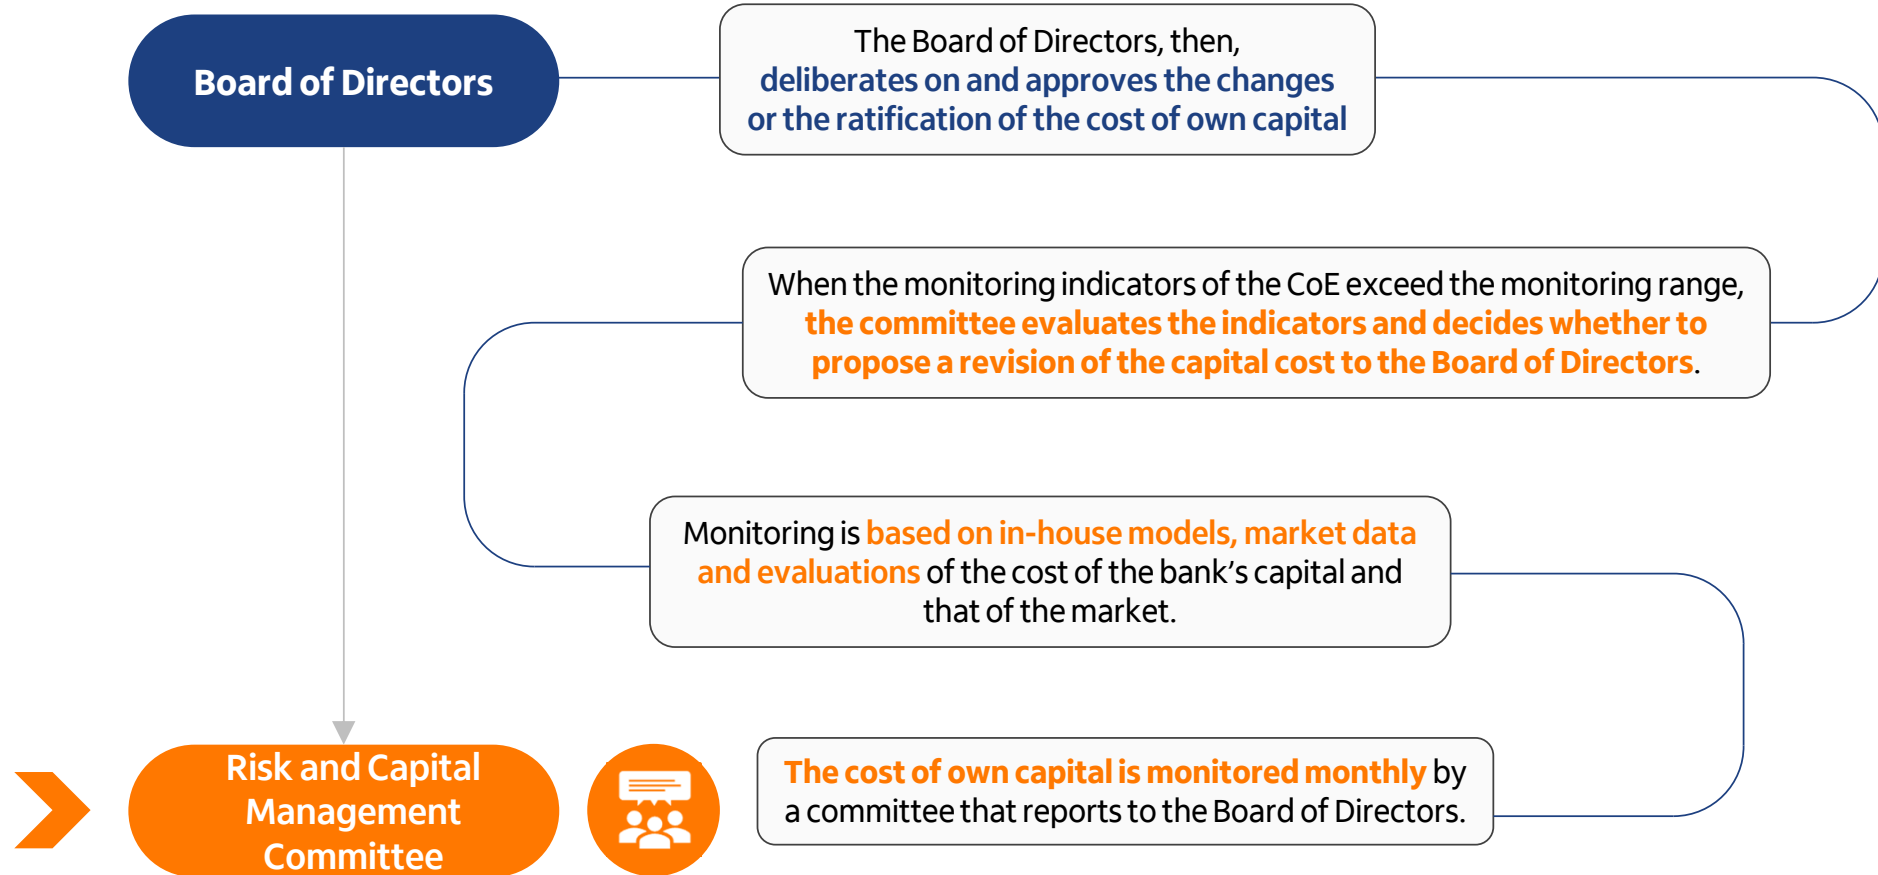 Board of Directors
The Board of Directors, then,
deliberates on and approves the changes
or the ratification of the cost of own capital
When the monitoring indicators of the CoE exceed the monitoring range,
the committee evaluates the indicators and decides whether to
propose a revision of the capital cost to the Board of Directors.
Monitoring is based on in-house models, market data
and evaluations of the cost of the bank's capital and
that of the market.
Risk and Capital
Management
Committee
The cost of own capital is monitored monthly by
a committee that reports to the Board of Directors.